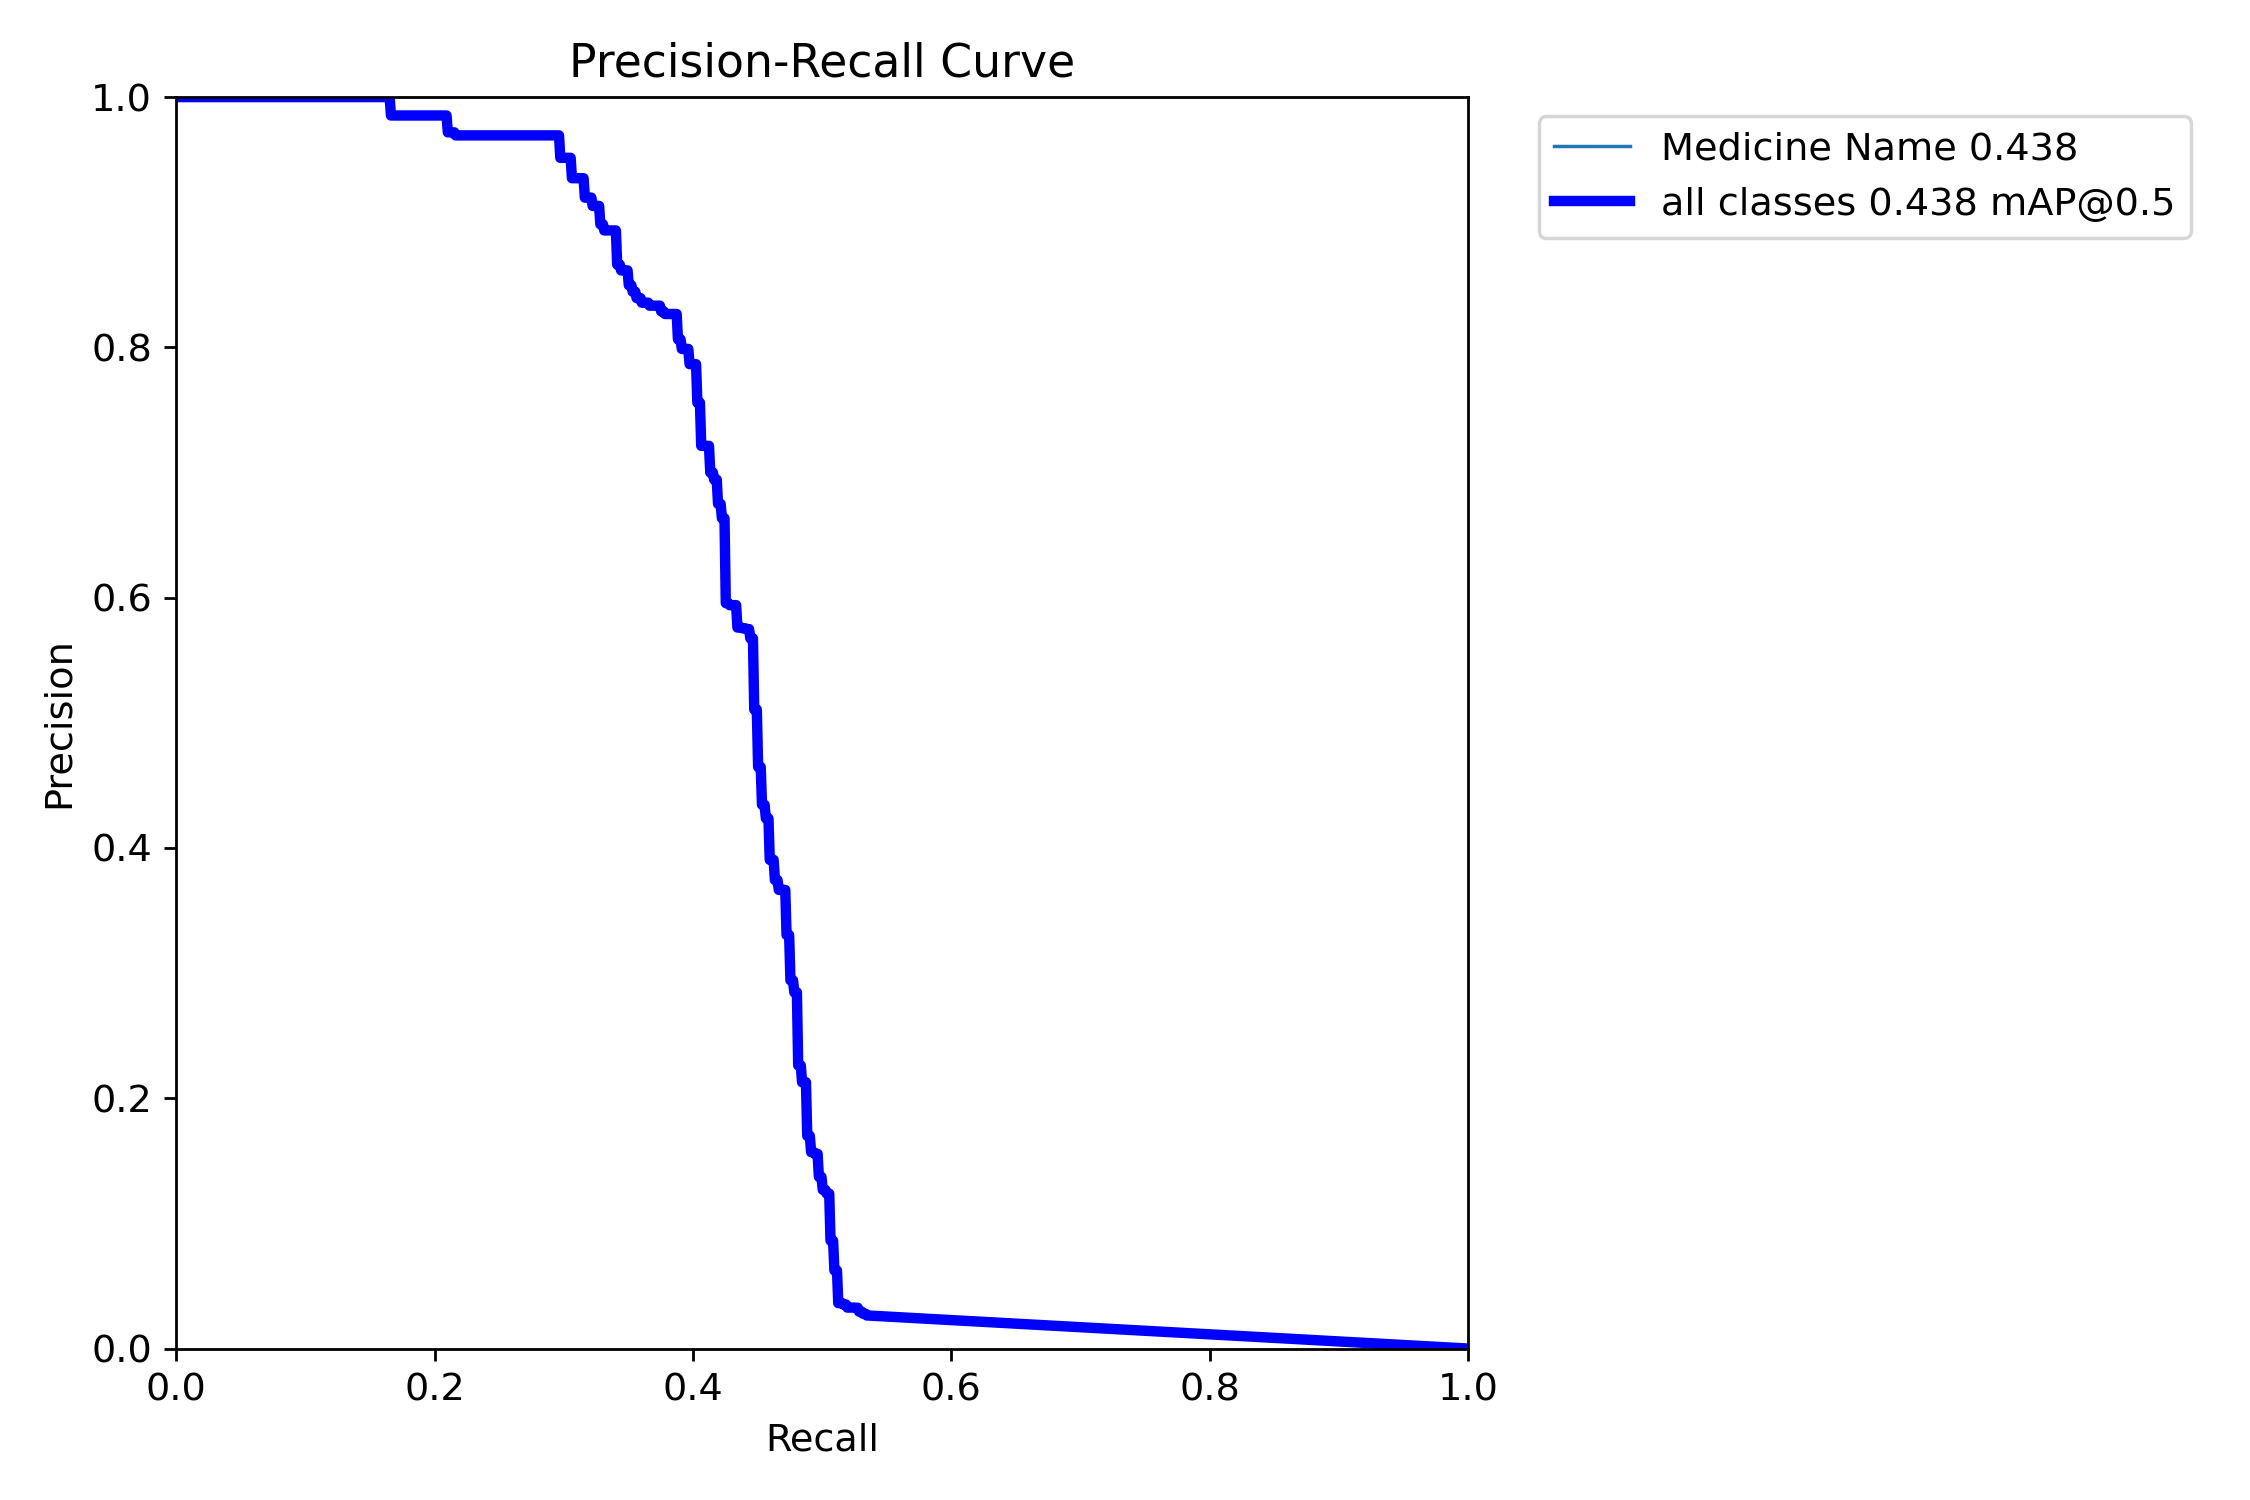 Precision-Recall Curve
1.0
0.8
0.6
0.4
0.2
0.0
Precision
0.0 0.2 0.4 0.6 0.8 1.0
Recall
Medicine Name 0.438
all classes 0.438 mAP@0.5